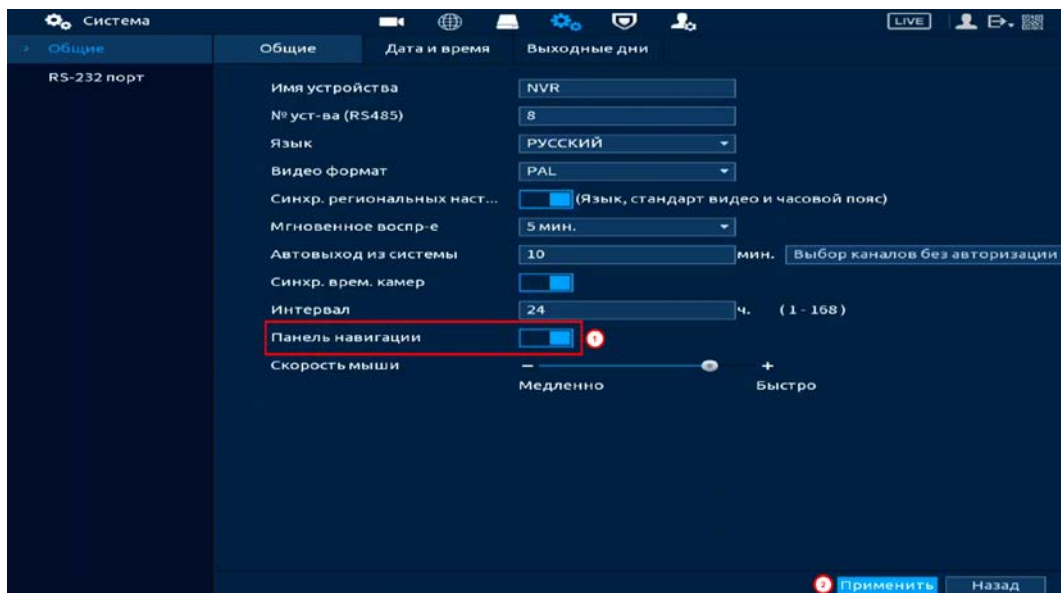 Система
LIVE
Общие
RS-232 порт
Общие Дата и время Выходные дни
Имя устройства NVR
№ уст-ва (RS485) 8
Язык РУССКИЙ
Видео формат PAL
Синхр. региональных наст... (Язык, стандарт видео и часовой пояс)
Мгновенное воспр-е 5 мин.
Автовыход из системы 10 мин. Выбор каналов без авторизации
Синхр. врем. камер
Интервал 24 ч. (1 - 168)
Панель навигации 1
Скорость мыши − +
Медленно Быстро
2 Применить Назад